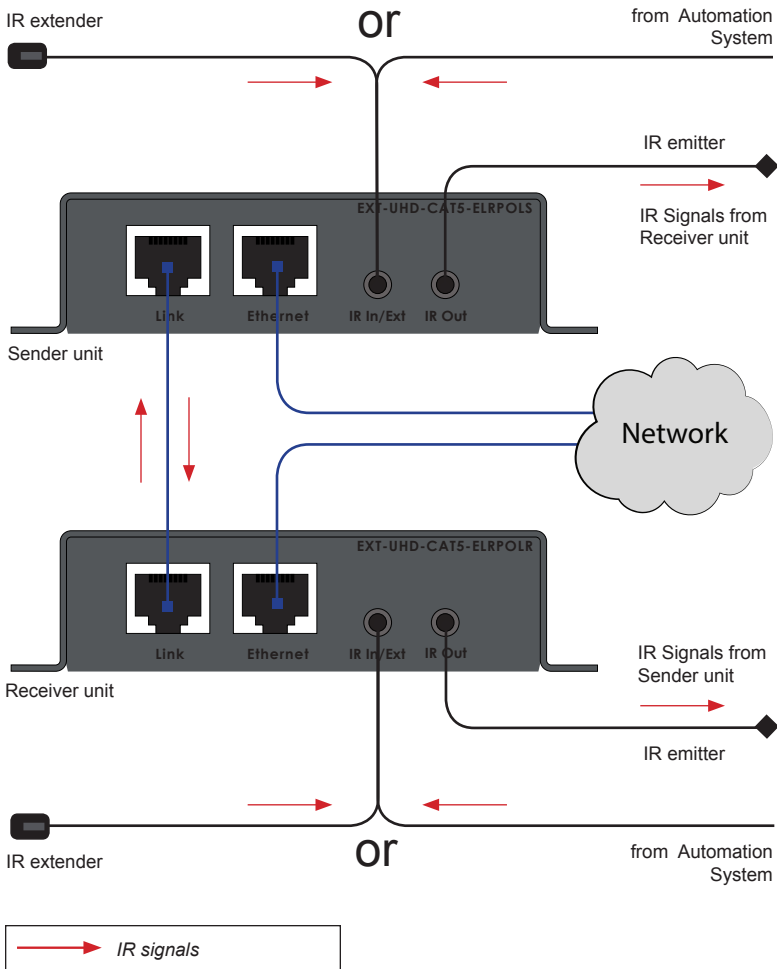 IR extender
or
from Automation
System
IR emitter
EXT-UHD-CAT5-ELRPOLS
IR Signals from
Receiver unit
Link
Ethernet
IR In/Ext
IR Out
Sender unit
Network
EXT-UHD-CAT5-ELRPOLR
Link
Ethernet
IR In/Ext
IR Out
IR Signals from
Sender unit
Receiver unit
IR emitter
IR extender
or
from Automation
System
IR signals